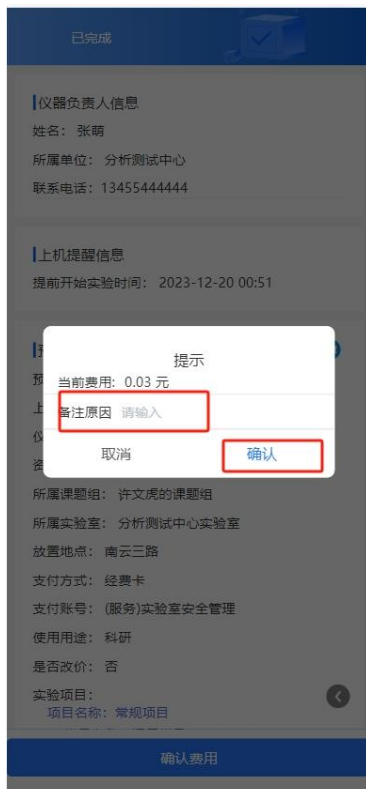 已完成
仪器负责人信息
姓名： 张萌
所属单位： 分析测试中心
联系电话：13455444444
上机提醒信息
提前开始实验时间： 2023-12-20 00:51
预
提示
当前费用: 0.03 元
上
备注原因 请输入
仪
取消 确认
资
所属课题组： 许文虎的课题组
所属实验室： 分析测试中心实验室
放置地点： 南云三路
支付方式： 经费卡
支付账号： (服务)实验室安全管理
使用用途： 科研
是否改价： 否
实验项目：
项目名称: 常规项目
确认费用